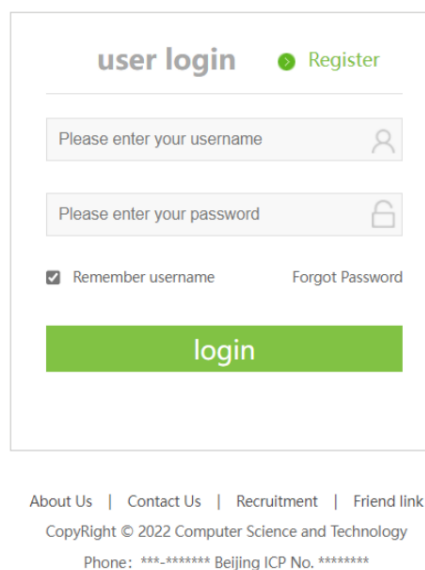 user login Register
Please enter your username
Please enter your password
Remember username Forgot Password
login
About Us | Contact Us | Recruitment | Friend link
CopyRight © 2022 Computer Science and Technology
Phone: ***-******* Beijing ICP No. ********